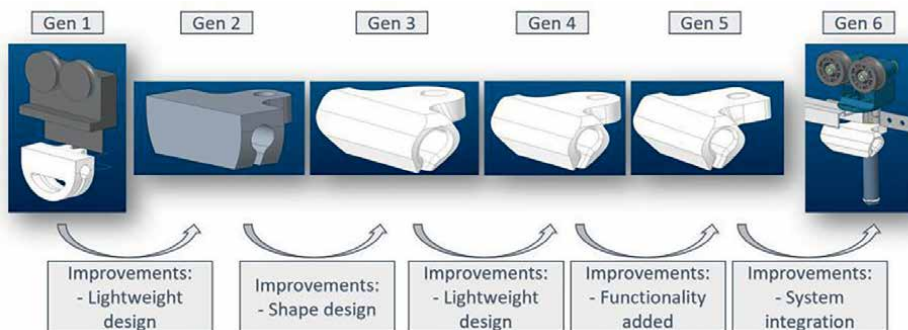 Gen 1
Gen 2
Gen 3
Gen 4
Gen 5
Gen 6
Improvements:
- Lightweight
design
Improvements:
- Shape design
Improvements:
- Lightweight
design
Improvements:
- Functionality
added
Improvements:
- System
integration